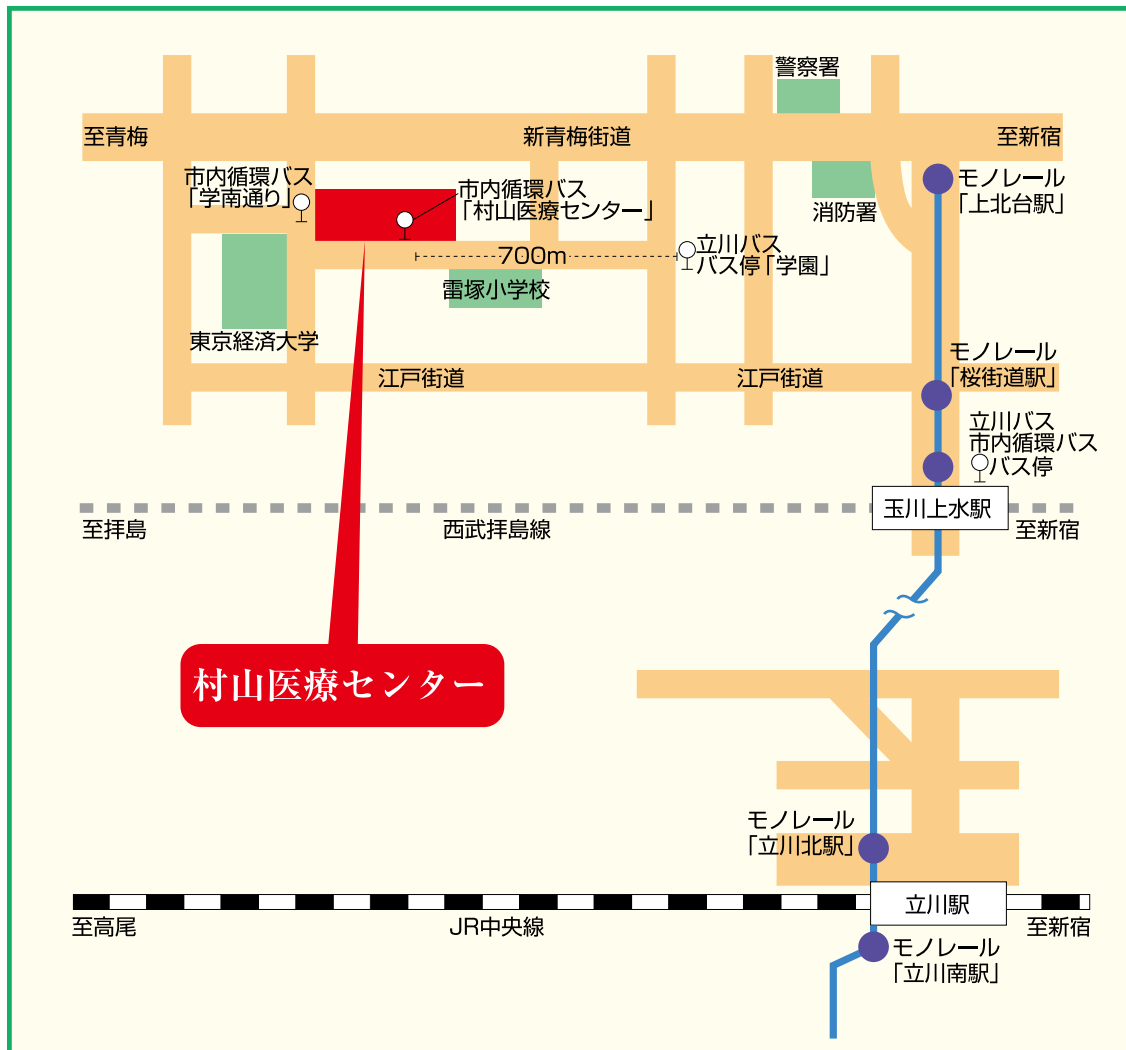 警察署
至青梅
新青梅街道
至新宿
市内循環バス
「学南通り」
市内循環バス
「村山医療センター」
モノレール
「上北台駅」
消防署
立川バス
バス停「学園」
700m
雷塚小学校
東京経済大学
モノレール
「桜街道駅」
江戸街道
江戸街道
立川バス
市内循環バス
バス停
玉川上水駅
至拝島
西武拝島線
至新宿
村山医療センター
モノレール
「立川北駅」
立川駅
至高尾
JR中央線
至新宿
モノレール
「立川南駅」